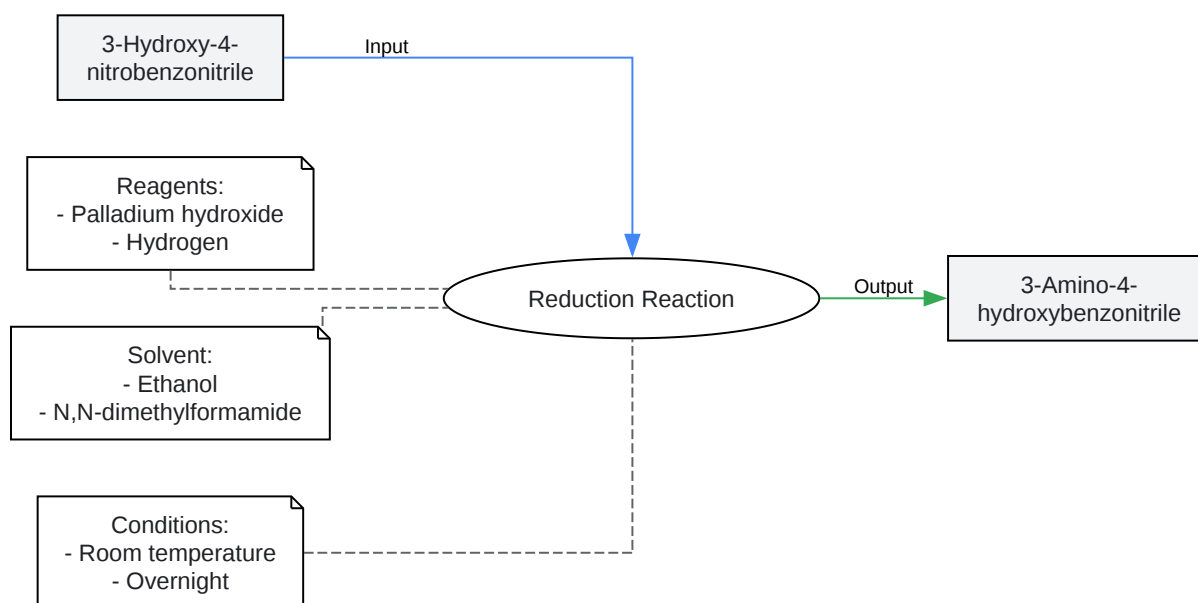 3-Hydroxy-4-
nitrobenzonitrile
Input
Reagents:
- Palladium hydroxide
- Hydrogen
Reduction Reaction
Output
3-Amino-4-
hydroxybenzonitrile
Solvent:
- Ethanol
- N,N-dimethylformamide
Conditions:
- Room temperature
- Overnight